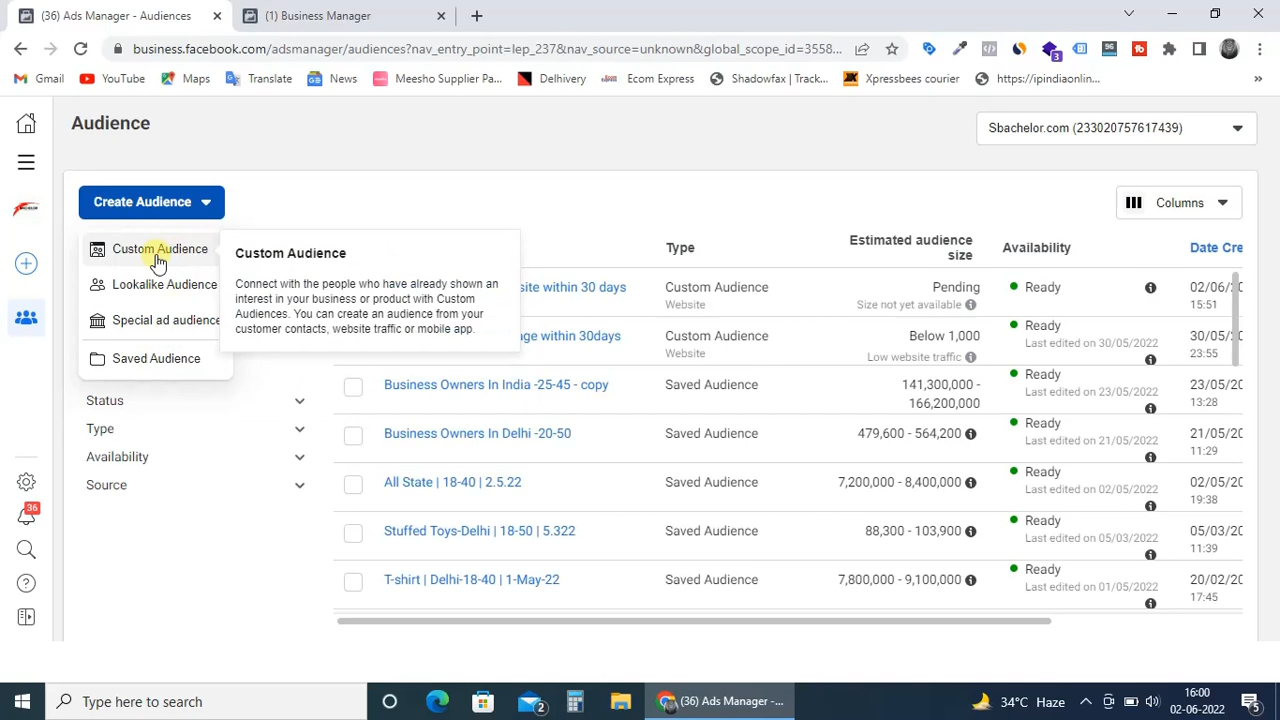 (36) Ads Manager - Audiences
(1) Business Manager
business.facebook.com/adsmanager/audiences?nav_entry_point=lep_237&nav_source=unknown&global_scope_id=3558...
Gmail
YouTube
Maps
Translate
News
Meesho Supplier Pa...
Delhivery
Ecom Express
Shadowfax | Track...
Xpressbees courier
https://ipindiaonlin...
»
96
3
Audience
Sbachelor.com (233020757617439)
Create Audience
Columns
Custom Audience
Lookalike Audience
Special ad audience
Saved Audience
Custom Audience
Connect with the people who have already shown an
interest in your business or product with Custom
Audiences. You can create an audience from your
customer contacts, website traffic or mobile app.
Status
Type
Availability
Source
Type
Estimated audience
size
Availability
Date Cre
site within 30 days
Custom Audience
Website
Pending
Size not yet available
Ready
02/06/
15:51
age within 30days
Custom Audience
Website
Below 1,000
Low website traffic
Ready
Last edited on 30/05/2022
30/05/
23:55
Business Owners In India -25-45 - copy
Saved Audience
141,300,000 -
166,200,000
Ready
Last edited on 23/05/2022
23/05/2
13:28
Business Owners In Delhi -20-50
Saved Audience
479,600 - 564,200
Ready
Last edited on 21/05/2022
21/05/2
11:29
All State | 18-40 | 2.5.22
Saved Audience
7,200,000 - 8,400,000
Ready
Last edited on 02/05/2022
02/05/20
19:38
Stuffed Toys-Delhi | 18-50 | 5.322
Saved Audience
88,300 - 103,900
Ready
Last edited on 05/03/2022
05/03/20
11:39
T-shirt | Delhi-18-40 | 1-May-22
Saved Audience
7,800,000 - 9,100,000
Ready
Last edited on 01/05/2022
20/02/20
17:45
36
Type here to search
2
(36) Ads Manager -...
34°C Haze
16:00
02-06-2022
5